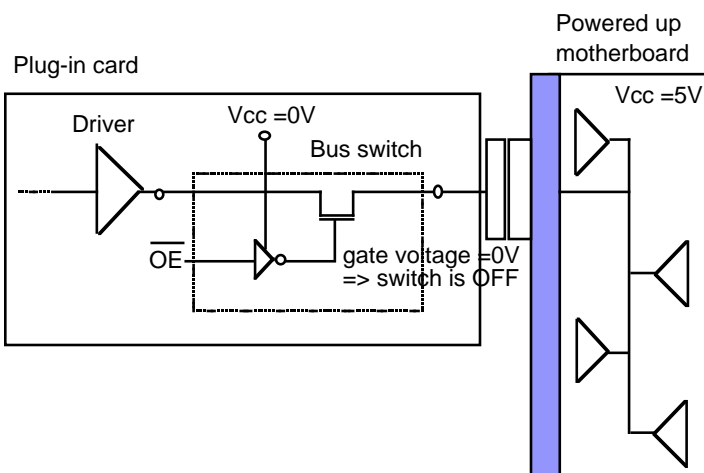 Powered up
motherboard
Plug-in card
Vcc =5V
Driver
Vcc =0V
Bus switch
OE
gate voltage =0V
=> switch is OFF